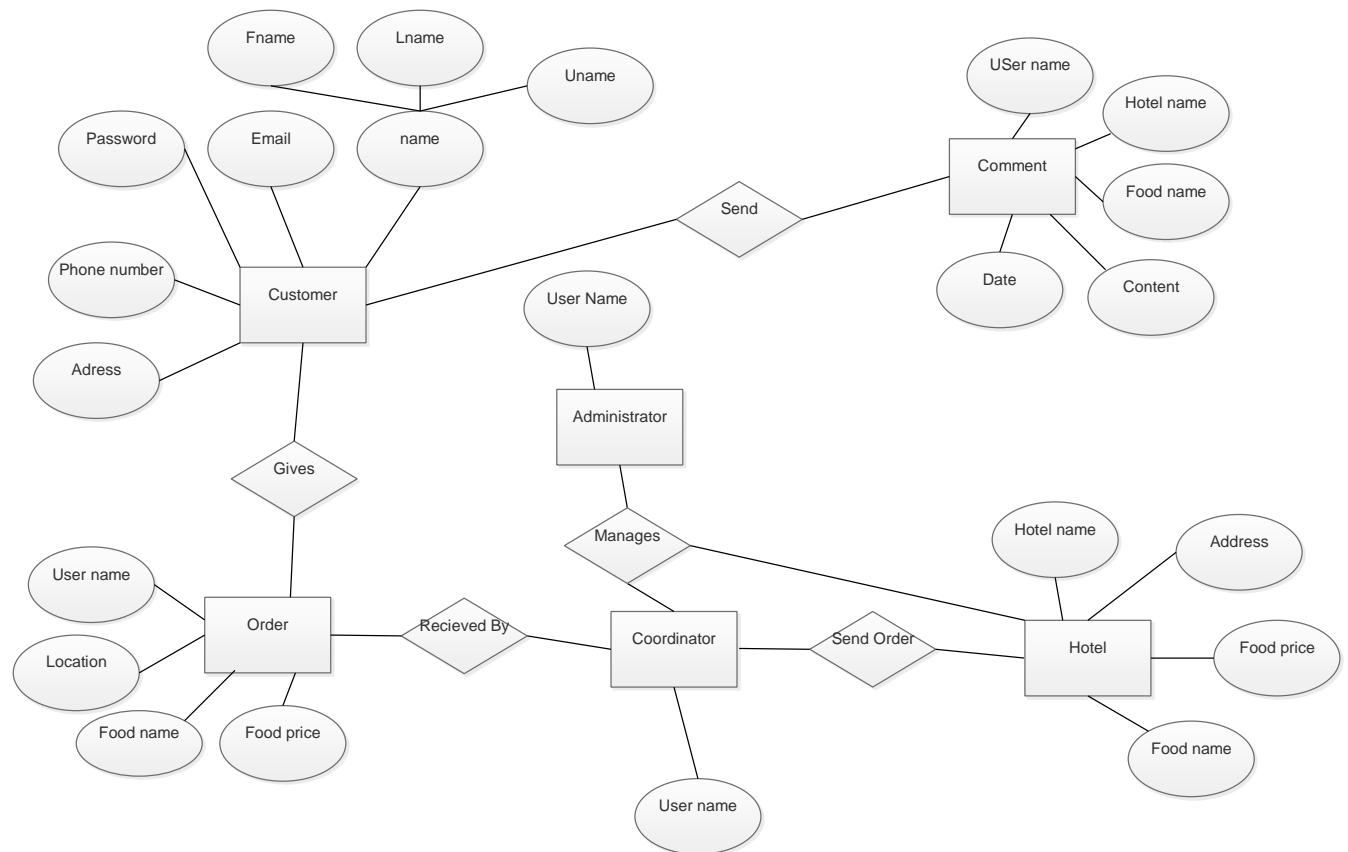 Fname
Lname
Uname
USer name
Hotel name
Password
Email
name
Comment
Food name
Send
Phone number
Customer
Date
Content
User Name
Adress
Administrator
Gives
Manages
Hotel name
Address
User name
Order
Recieved By
Coordinator
Send Order
Hotel
Food price
Location
Food name
Food price
Food name
User name